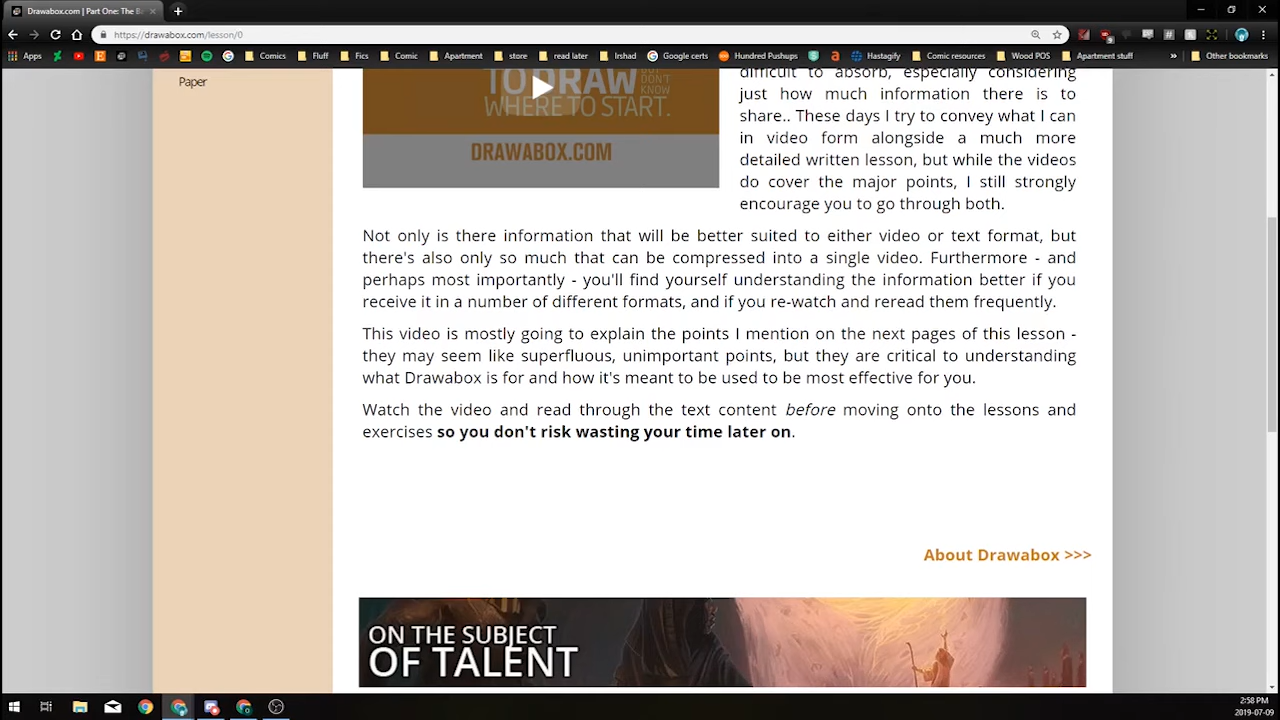 Drawabox.com | Part One: The B
https://drawabox.com/lesson/0
Apps
Comics
Fluff
Fics
Comic
Apartment
store
read later
Irshad
Google certs
Hundred Pushups
Hastagify
Comic resources
Wood POS
Apartment stuff
»
Other bookmarks
Paper
TO DRAW BUT DON'T KNOW
WHERE TO START.
DRAWABOX.COM
difficult to absorb, especially considering
just how much information there is to
share.. These days I try to convey what I can
in video form alongside a much more
detailed written lesson, but while the videos
do cover the major points, I still strongly
encourage you to go through both.
Not only is there information that will be better suited to either video or text format, but
there's also only so much that can be compressed into a single video. Furthermore - and
perhaps most importantly - you'll find yourself understanding the information better if you
receive it in a number of different formats, and if you re-watch and reread them frequently.
This video is mostly going to explain the points I mention on the next pages of this lesson -
they may seem like superfluous, unimportant points, but they are critical to understanding
what Drawabox is for and how it's meant to be used to be most effective for you.
Watch the video and read through the text content before moving onto the lessons and
exercises so you don't risk wasting your time later on.
About Drawabox >>>
ON THE SUBJECT
OF TALENT
2:58 PM
2019-07-09